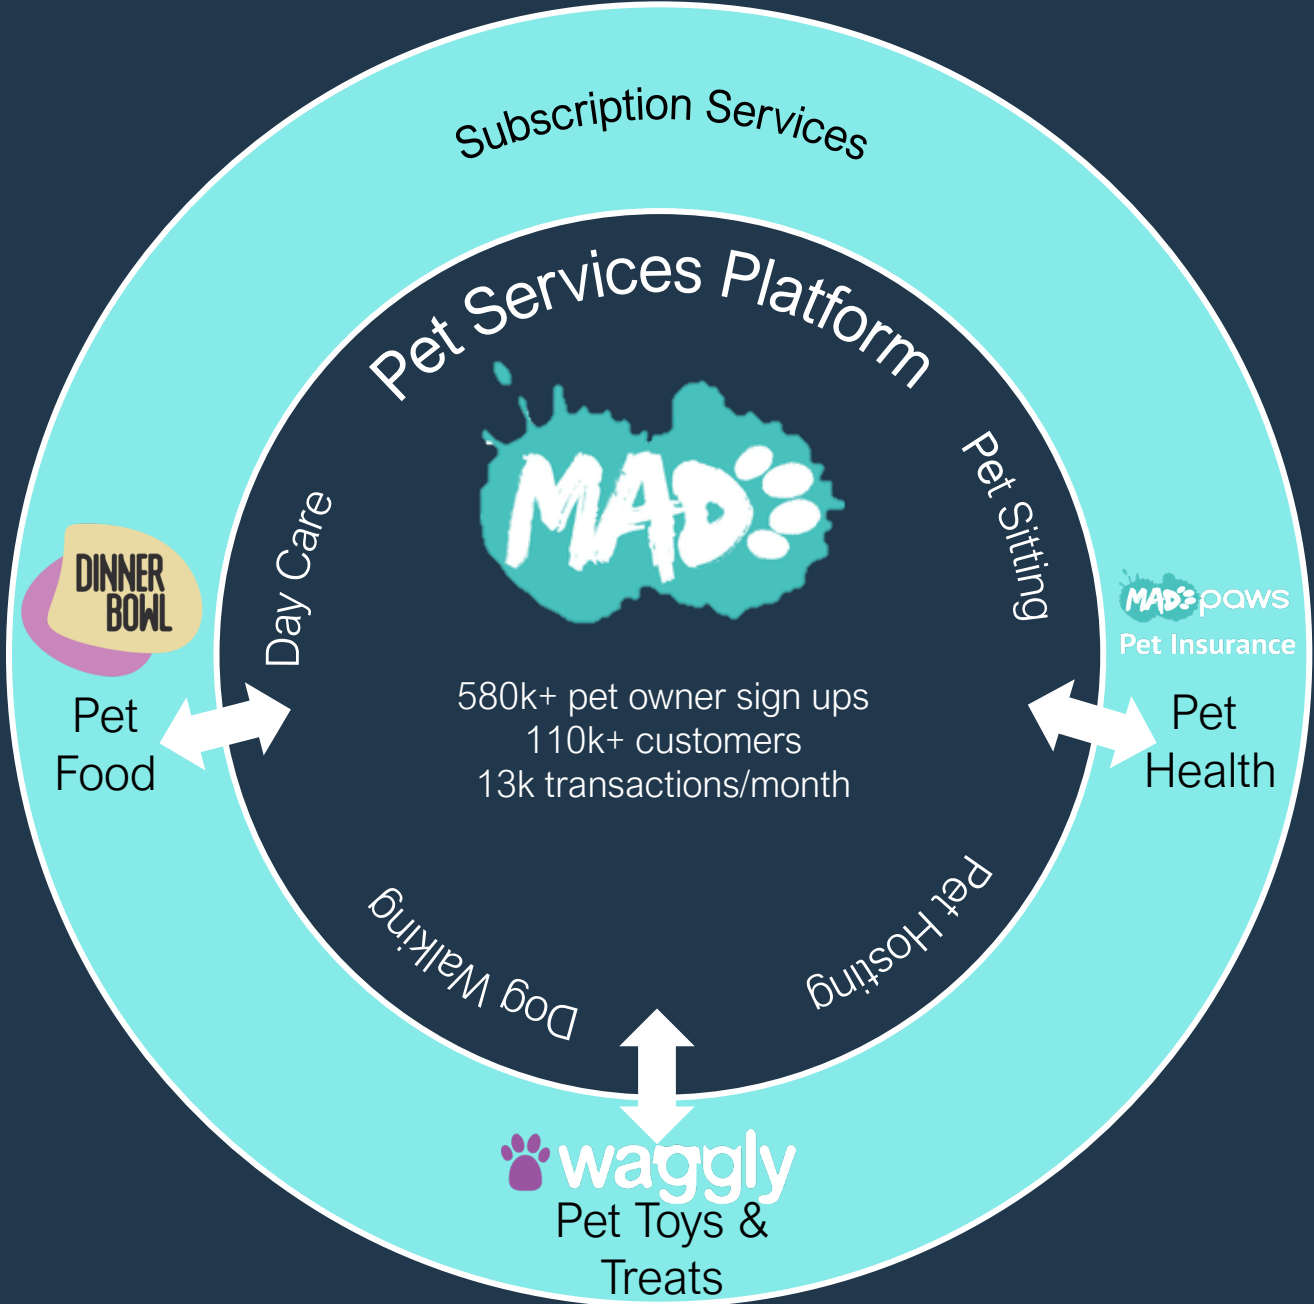 Subscription Services
Pet Services Platform
MAD
Day Care
Pet Sitting
DINNER
BOWL
Pet
Food
MAD paws
Pet Insurance
Pet
Health
580k+ pet owner sign ups
110k+ customers
13k transactions/month
Dog Walking
Pet Hosting
waggly
Pet Toys &
Treats